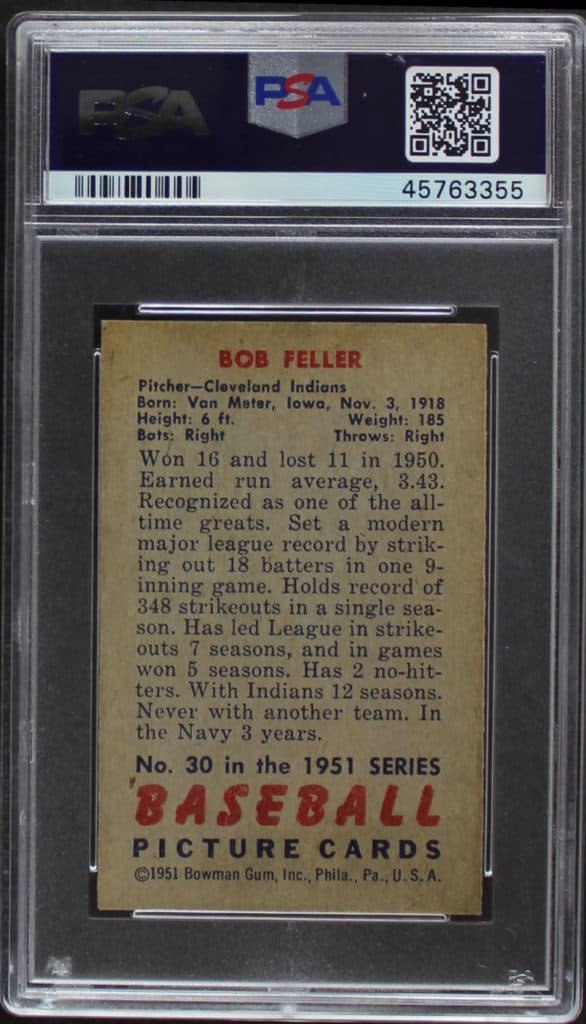 PSA
PSA
45763355
BOB FELLER
Pitcher—Cleveland Indians
Born: Van Meter, Iowa, Nov. 3, 1918
Height: 6 ft. Weight: 185
Bats: Right Throws: Right
Won 16 and lost 11 in 1950.
Earned run average, 3.43.
Recognized as one of the all-
time greats. Set a modern
major league record by strik-
ing out 18 batters in one 9-
inning game. Holds record of
348 strikeouts in a single sea-
son. Has led League in strike-
outs 7 seasons, and in games
won 5 seasons. Has 2 no-hit-
ters. With Indians 12 seasons.
Never with another team. In
the Navy 3 years.
No. 30 in the 1951 SERIES
BASEBALL
PICTURE CARDS
©1951 Bowman Gum, Inc., Phila., Pa., U. S. A.
PSA